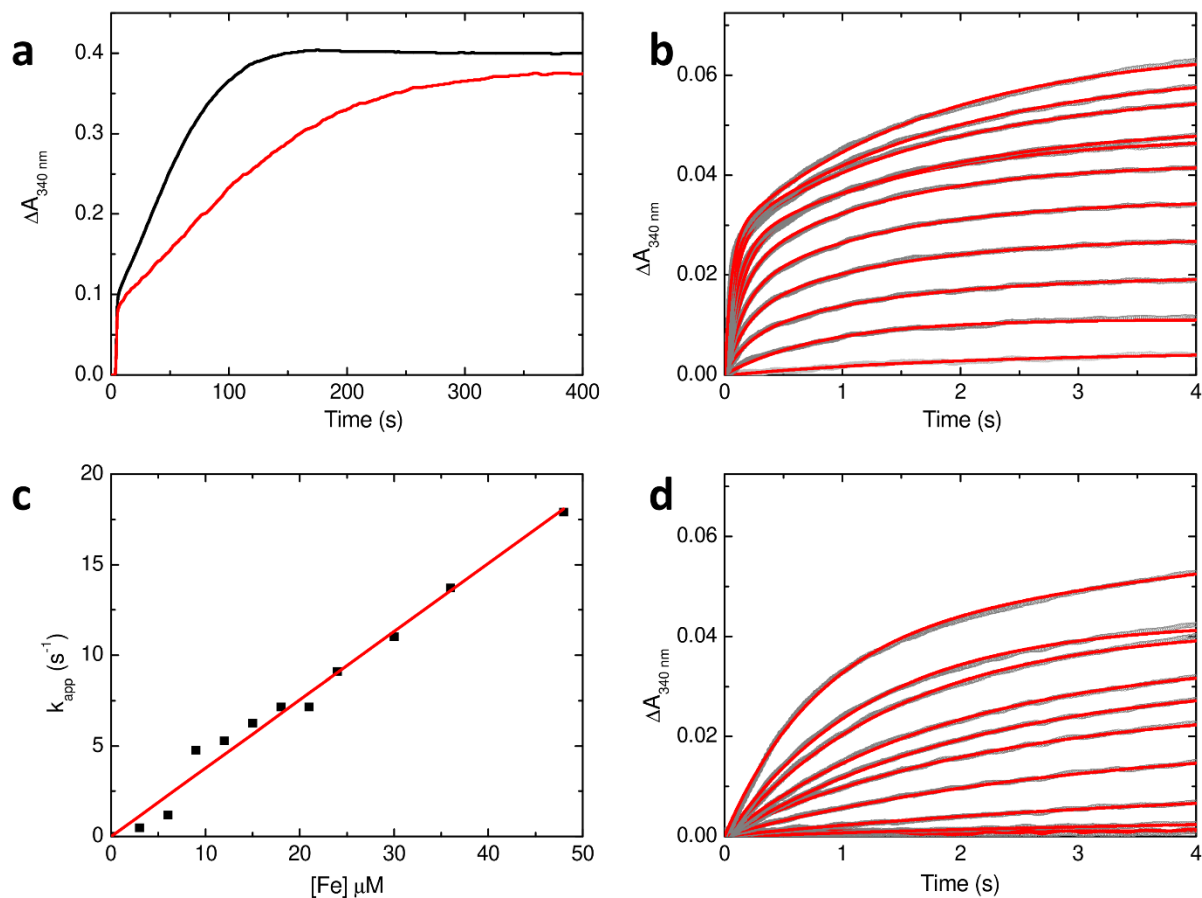 a
0.4
0.3
0.2
0.1
0.0
ΔA340 nm
0 100 200 300 400
Time (s)
b
0.06
0.04
0.02
0.00
ΔA340 nm
0 1 2 3 4
Time (s)
c
20
15
10
5
0
kapp (s-1)
0 10 20 30 40 50
[Fe] μM
d
0.06
0.04
0.02
0.00
ΔA340 nm
0 1 2 3 4
Time (s)